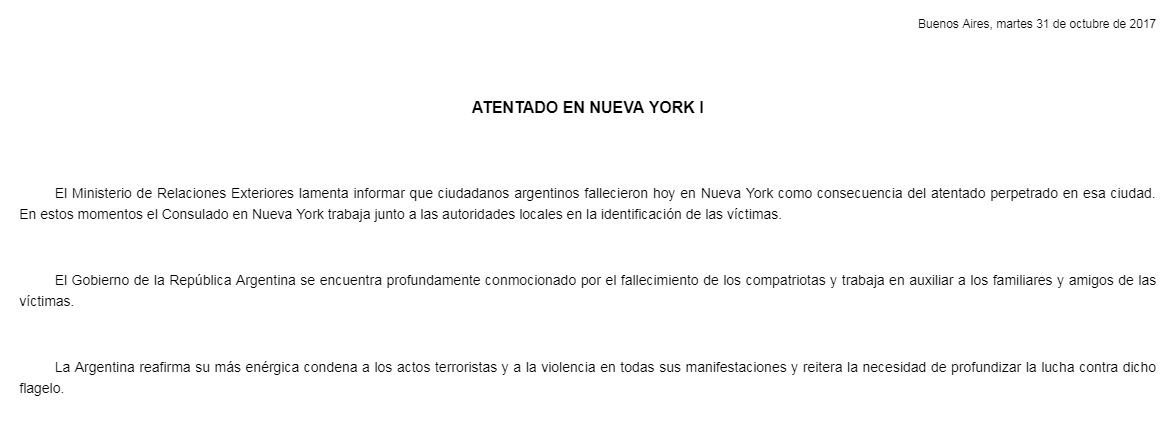 Buenos Aires, martes 31 de octubre de 2017
ATENTADO EN NUEVA YORK I
El Ministerio de Relaciones Exteriores lamenta informar que ciudadanos argentinos fallecieron hoy en Nueva York como consecuencia del atentado perpetrado en esa ciudad.
En estos momentos el Consulado en Nueva York trabaja junto a las autoridades locales en la identificación de las víctimas.
El Gobierno de la República Argentina se encuentra profundamente conmocionado por el fallecimiento de los compatriotas y trabaja en auxiliar a los familiares y amigos de las
víctimas.
La Argentina reafirma su más enérgica condena a los actos terroristas y a la violencia en todas sus manifestaciones y reitera la necesidad de profundizar la lucha contra dicho
flagelo.